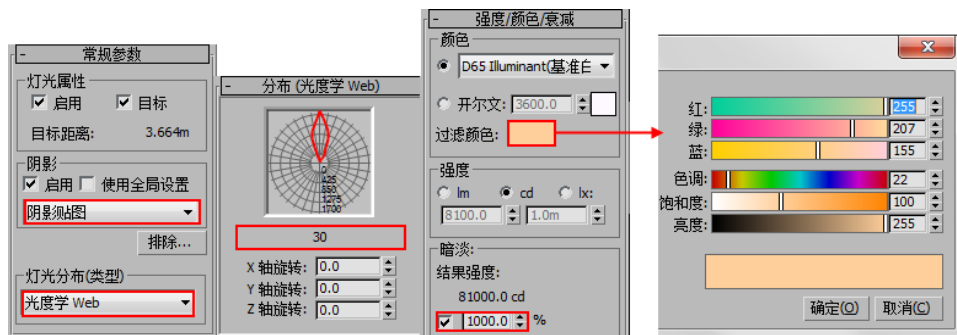 - 常规参数
灯光属性
启用 目标
目标距离: 3.664m
阴影
启用 使用全局设置
阴影贴图
排除...
灯光分布(类型)
光度学 Web
- 分布 (光度学 Web)
0
425
850
1275
1700
30
X 轴旋转: 0.0
Y 轴旋转: 0.0
Z 轴旋转: 0.0
- 强度/颜色/衰减
颜色
D65 Illuminant(基准白
开尔文: 3600.0
过滤颜色:
强度
lm cd lx:
8100.0 1.0m
暗淡:
结果强度:
81000.0 cd
1000.0 %
红: 255
绿: 207
蓝: 155
色调: 22
饱和度: 100
亮度: 255
确定(O) 取消(C)